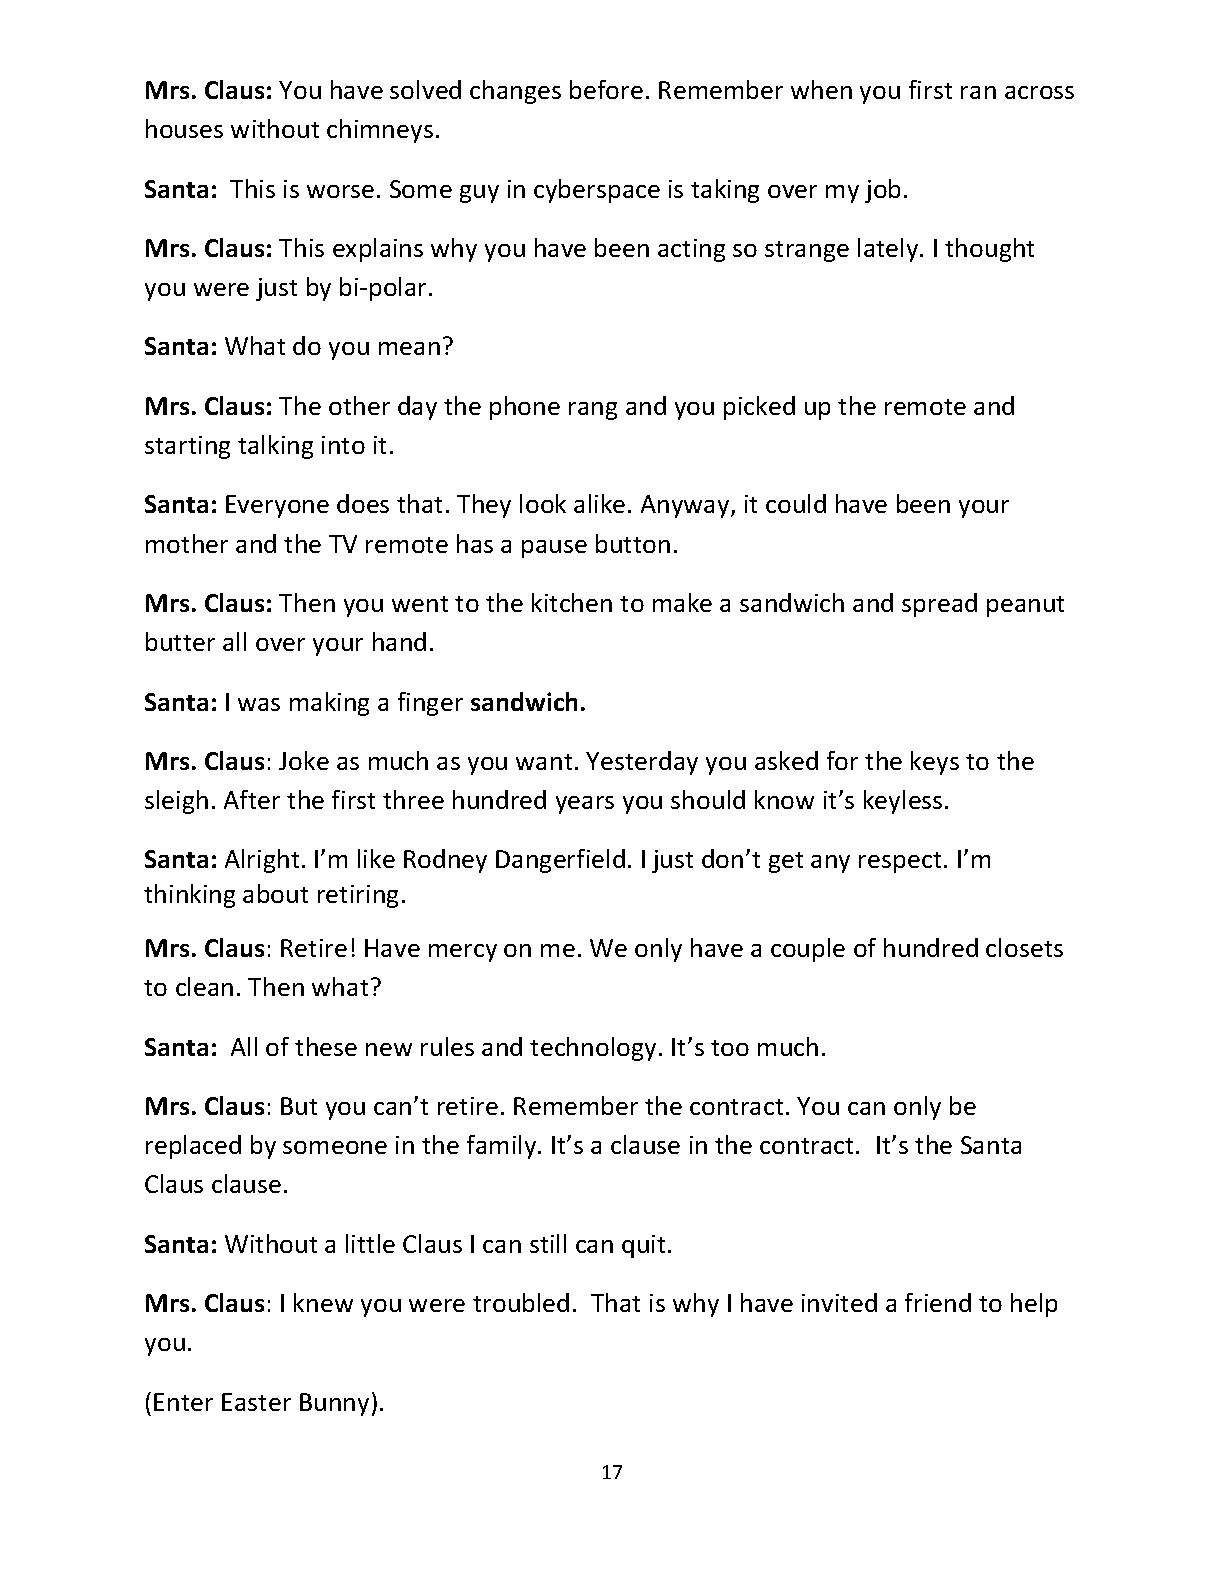 Mrs. Claus: You have solved changes before. Remember when you first ran across
houses without chimneys.
Santa:  This is worse. Some guy in cyberspace is taking over my job.
Mrs. Claus: This explains why you have been acting so strange lately. I thought
you were just by bi-polar.
Santa: What do you mean?
Mrs. Claus: The other day the phone rang and you picked up the remote and
starting talking into it.
Santa: Everyone does that. They look alike. Anyway, it could have been your
mother and the TV remote has a pause button.
Mrs. Claus: Then you went to the kitchen to make a sandwich and spread peanut
butter all over your hand.
Santa: I was making a finger sandwich.
Mrs. Claus: Joke as much as you want. Yesterday you asked for the keys to the
sleigh. After the first three hundred years you should know it’s keyless.
Santa: Alright. I’m like Rodney Dangerfield. I just don’t get any respect. I’m
thinking about retiring.
Mrs. Claus: Retire! Have mercy on me. We only have a couple of hundred closets
to clean. Then what?
Santa:  All of these new rules and technology. It’s too much.
Mrs. Claus: But you can’t retire. Remember the contract. You can only be
replaced by someone in the family. It’s a clause in the contract.  It’s the Santa
Claus clause.
Santa: Without a little Claus I can still can quit.
Mrs. Claus: I knew you were troubled.  That is why I have invited a friend to help
you.
(Enter Easter Bunny).
17